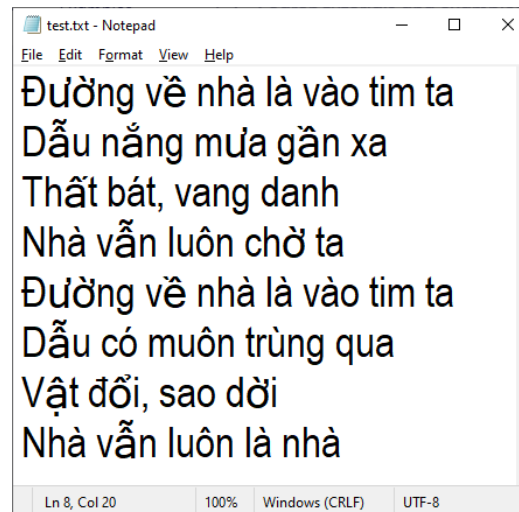 test.txt - Notepad
File Edit Format View Help
Đường về nhà là vào tim ta
Dẫu nắng mưa gần xa
Thất bát, vang danh
Nhà vẫn luôn chờ ta
Đường về nhà là vào tim ta
Dẫu có muôn trùng qua
Vật đổi, sao dời
Nhà vẫn luôn là nhà
Ln 8, Col 20 100% Windows (CRLF) UTF-8